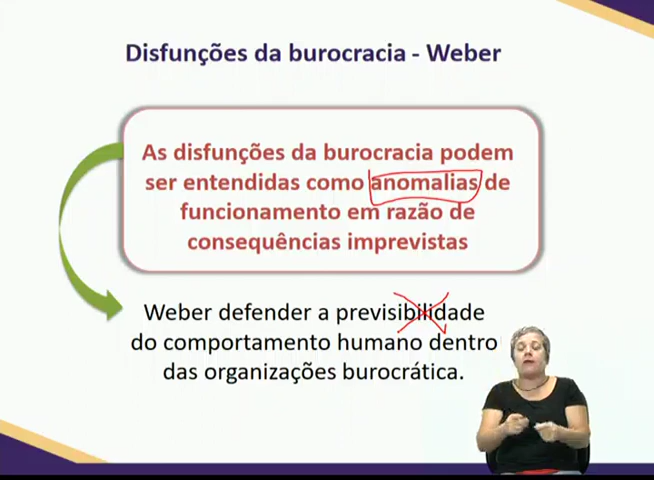 Disfunções da burocracia - Weber
As disfunções da burocracia podem
ser entendidas como anomalias de
funcionamento em razão de
consequências imprevistas
Weber defender a previsibilidade
do comportamento humano dentro
das organizações burocrática.